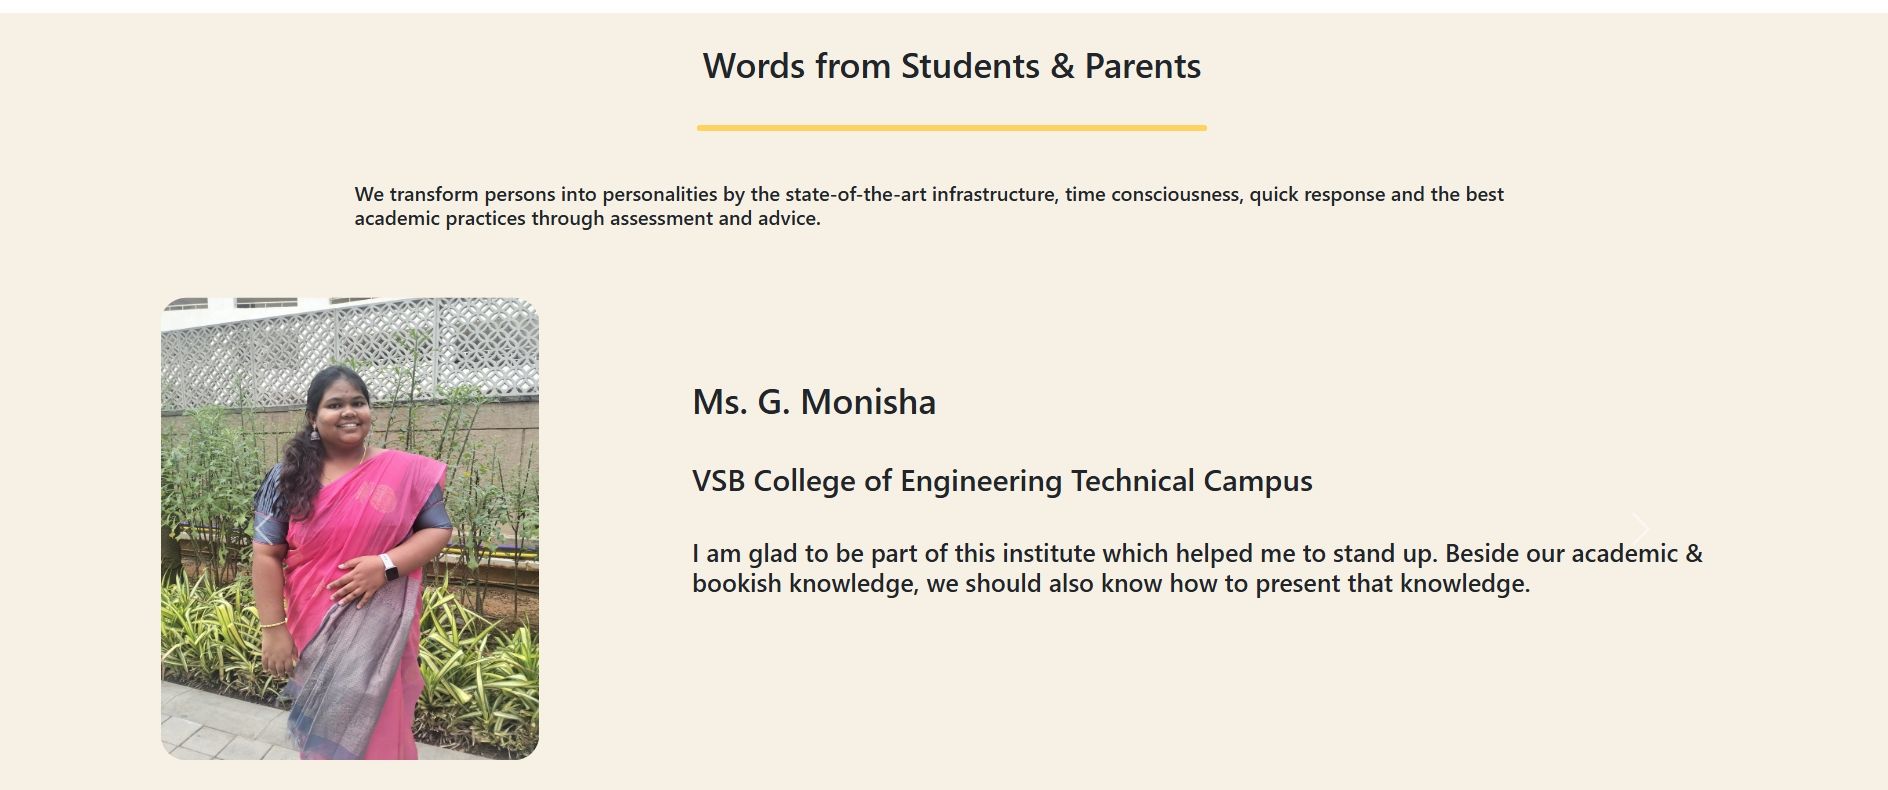 Words from Students & Parents
We transform persons into personalities by the state-of-the-art infrastructure, time consciousness, quick response and the best
academic practices through assessment and advice.
Ms. G. Monisha
VSB College of Engineering Technical Campus
I am glad to be part of this institute which helped me to stand up. Beside our academic &
bookish knowledge, we should also know how to present that knowledge.